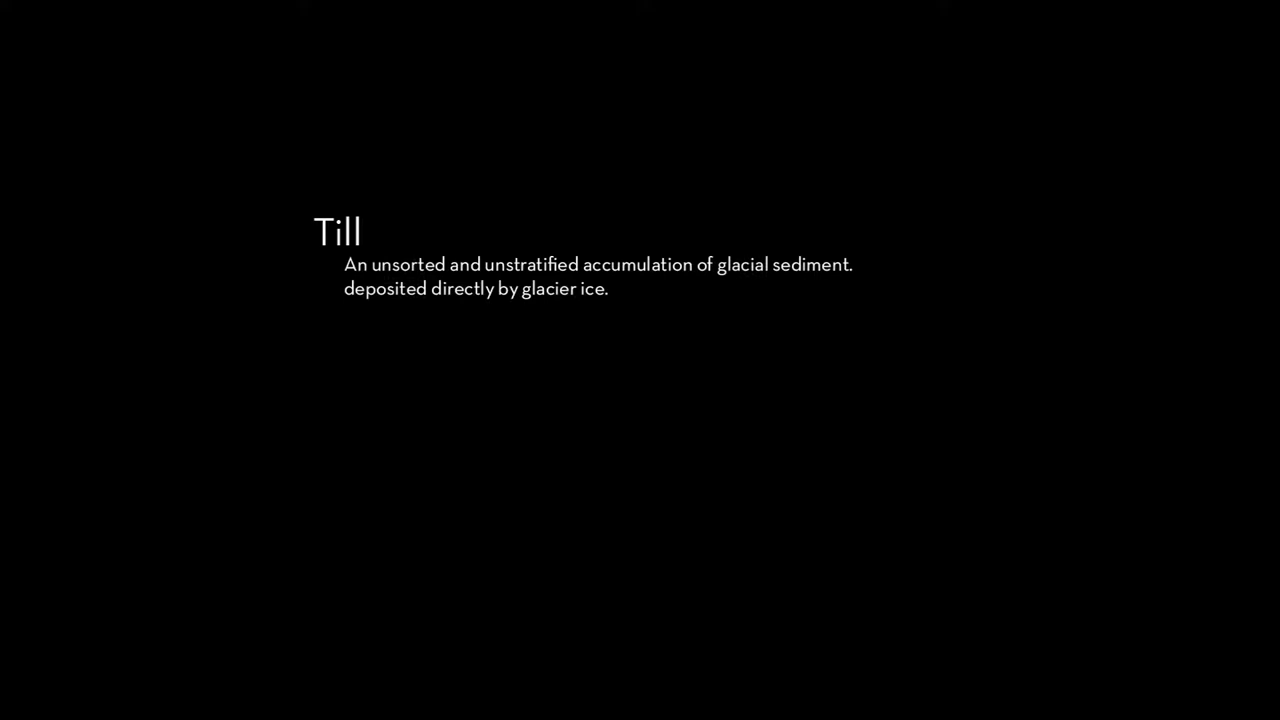 Till
An unsorted and unstratified accumulation of glacial sediment.
deposited directly by glacier ice.